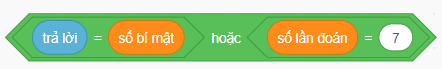 trả lời = số bí mật hoặc số lần đoán = 7